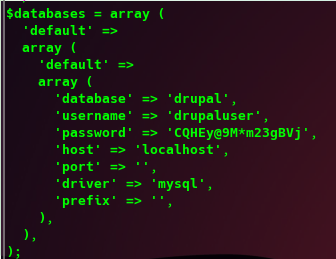 $databases = array (
  'default' =>
  array (
    'default' =>
    array (
      'database' => 'drupal',
      'username' => 'drupaluser',
      'password' => 'CQHEy@9M*m23gBVj',
      'host' => 'localhost',
      'port' => '',
      'driver' => 'mysql',
      'prefix' => '',
    ),
  ),
);